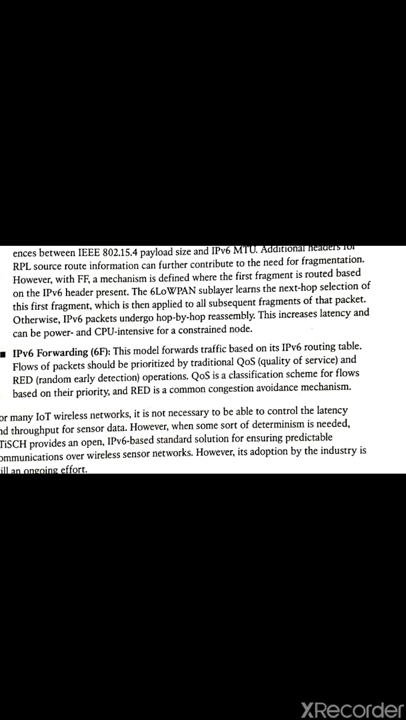 ences between IEEE 802.15.4 payload size and IPv6 MTU. Additional headers for
RPL source route information can further contribute to the need for fragmentation.
However, with FF, a mechanism is defined where the first fragment is routed based
on the IPv6 header present. The 6LoWPAN sublayer learns the next-hop selection of
this first fragment, which is then applied to all subsequent fragments of that packet.
Otherwise, IPv6 packets undergo hop-by-hop reassembly. This increases latency and
can be power- and CPU-intensive for a constrained node.
■ IPv6 Forwarding (6F): This model forwards traffic based on its IPv6 routing table.
Flows of packets should be prioritized by traditional QoS (quality of service) and
RED (random early detection) operations. QoS is a classification scheme for flows
based on their priority, and RED is a common congestion avoidance mechanism.
or many IoT wireless networks, it is not necessary to be able to control the latency
nd throughput for sensor data. However, when some sort of determinism is needed,
TiSCH provides an open, IPv6-based standard solution for ensuring predictable
ommunications over wireless sensor networks. However, its adoption by the industry is
ill an ongoing effort.
XRecorder